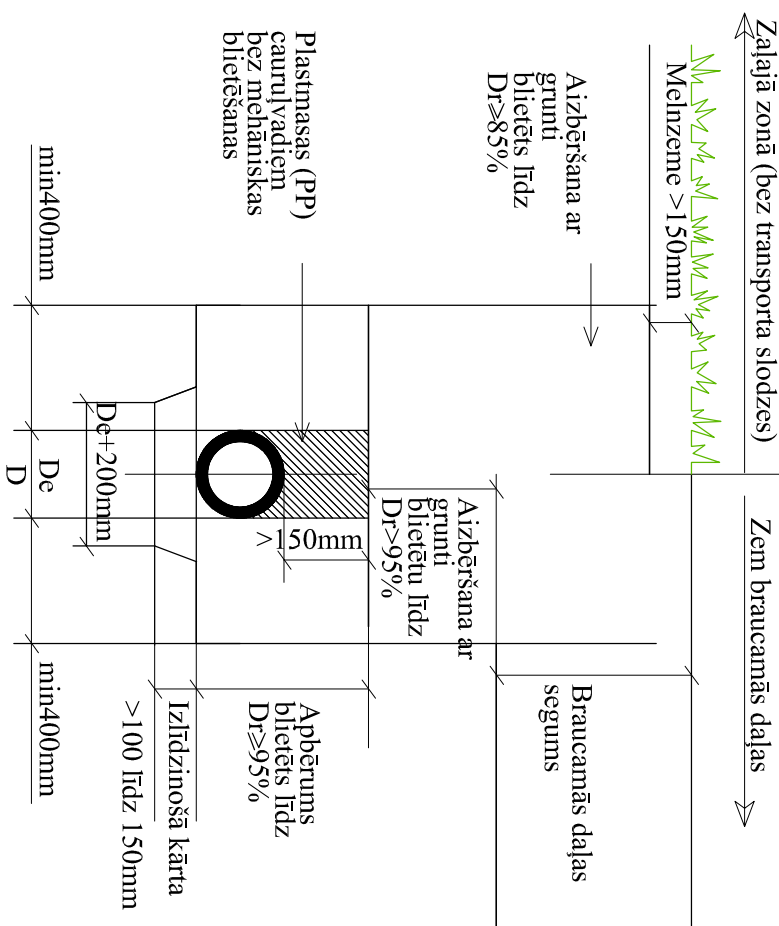 Zaļajā zonā (bez transporta slodzes)
Zem braucamās daļas
Melnzeme >150mm
Aizbēršana ar
grunti
blietēts līdz
Dr≥85%
Braucamās daļas
segums
Aizbēršana ar
grunti
blietētu līdz
Dr>95%
Plastmasas (PP)
cauruļvadiem
bez mehāniskas
blietēšanas
>150mm
Apbērums
blietēts līdz
Dr≥95%
Izlīdzinošā kārta
>100 līdz 150mm
De+200mm
min400mm
De
D
min400mm